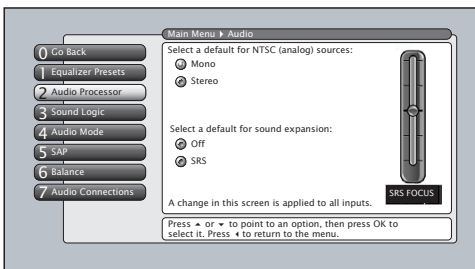 Main Menu ▸ Audio
0 Go Back
1 Equalizer Presets
2 Audio Processor
3 Sound Logic
4 Audio Mode
5 SAP
6 Balance
7 Audio Connections
Select a default for NTSC (analog) sources:
Mono
Stereo
Select a default for sound expansion:
Off
SRS
A change in this screen is applied to all inputs.
SRS FOCUS
Press ▴ or ▾ to point to an option, then press OK to
select it. Press ◂ to return to the menu.